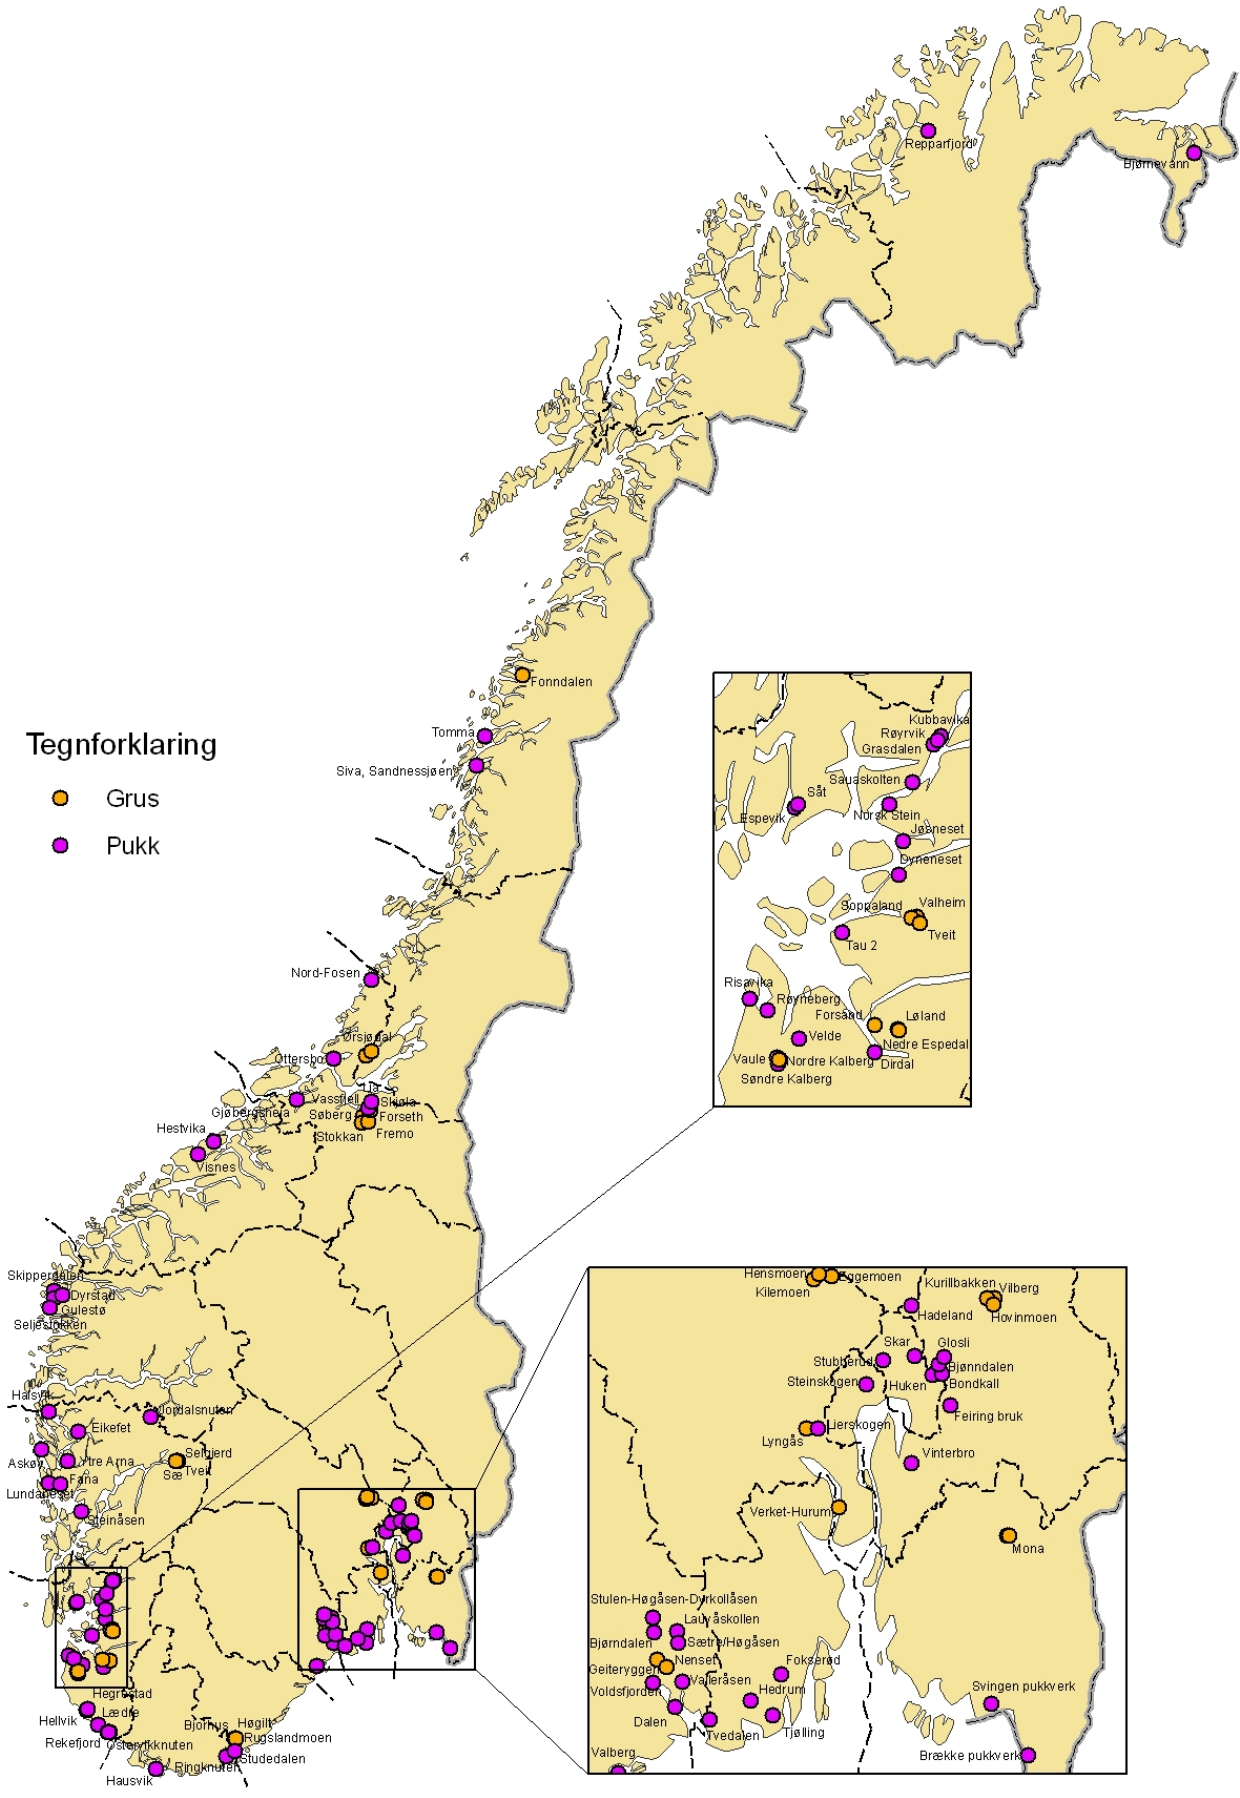 Repparfjord
Bjørnevann
Fonndalen
Tomma
Siva, Sandnessjøen
Tegnforklaring
Grus
Pukk
Nord-Fosen
Ørsjødal
Ottersbo
Lia
Vassfjell
Skjøla
Gjøbergsheia
Søberg
Forseth
Stokkan
Fremo
Hestvika
Visnes
Skipperdalen
Dyrstad
Gulestø
Seljestokken
Halsvik
Jordalsnuten
Eikefet
Askøy
Ytre Arna
Selgjerd
Sæ
Tveit
Fana
Lundaneset
Steinåsen
Hegrestad
Hellvik
Lædre
Rekefjord
Ostervikknuten
Bjorhus
Høgilt
Rugslandmoen
Studedalen
Ringknuten
Hausvik
Kubbavika
Røyrvik
Grasdalen
Sauaskolten
Såt
Espevik
Norsk Stein
Jøsneset
Dyneneset
Soppaland
Valheim
Tveit
Tau 2
Risavika
Røyneberg
Forsand
Løland
Velde
Nedre Espedal
Vaule
Nordre Kalberg
Dirdal
Søndre Kalberg
Hensmoen
Eggemoen
Kilemoen
Kurillbakken
Vilberg
Hovinmoen
Hadeland
Skar
Glosli
Stubberud
Bjønndalen
Steinskogen
Huken
Bondkall
Feiring bruk
Lierskogen
Lyngås
Vinterbro
Verket-Hurum
Mona
Stulen-Høgåsen-Dyrkollåsen
Lauvåskollen
Bjørndalen
Sætre/Høgåsen
Nenset
Geiteryggen
Fokserød
Valleråsen
Voldsfjorden
Hedrum
Svingen pukkverk
Dalen
Tvedalen
Tjølling
Valberg
Brække pukkverk